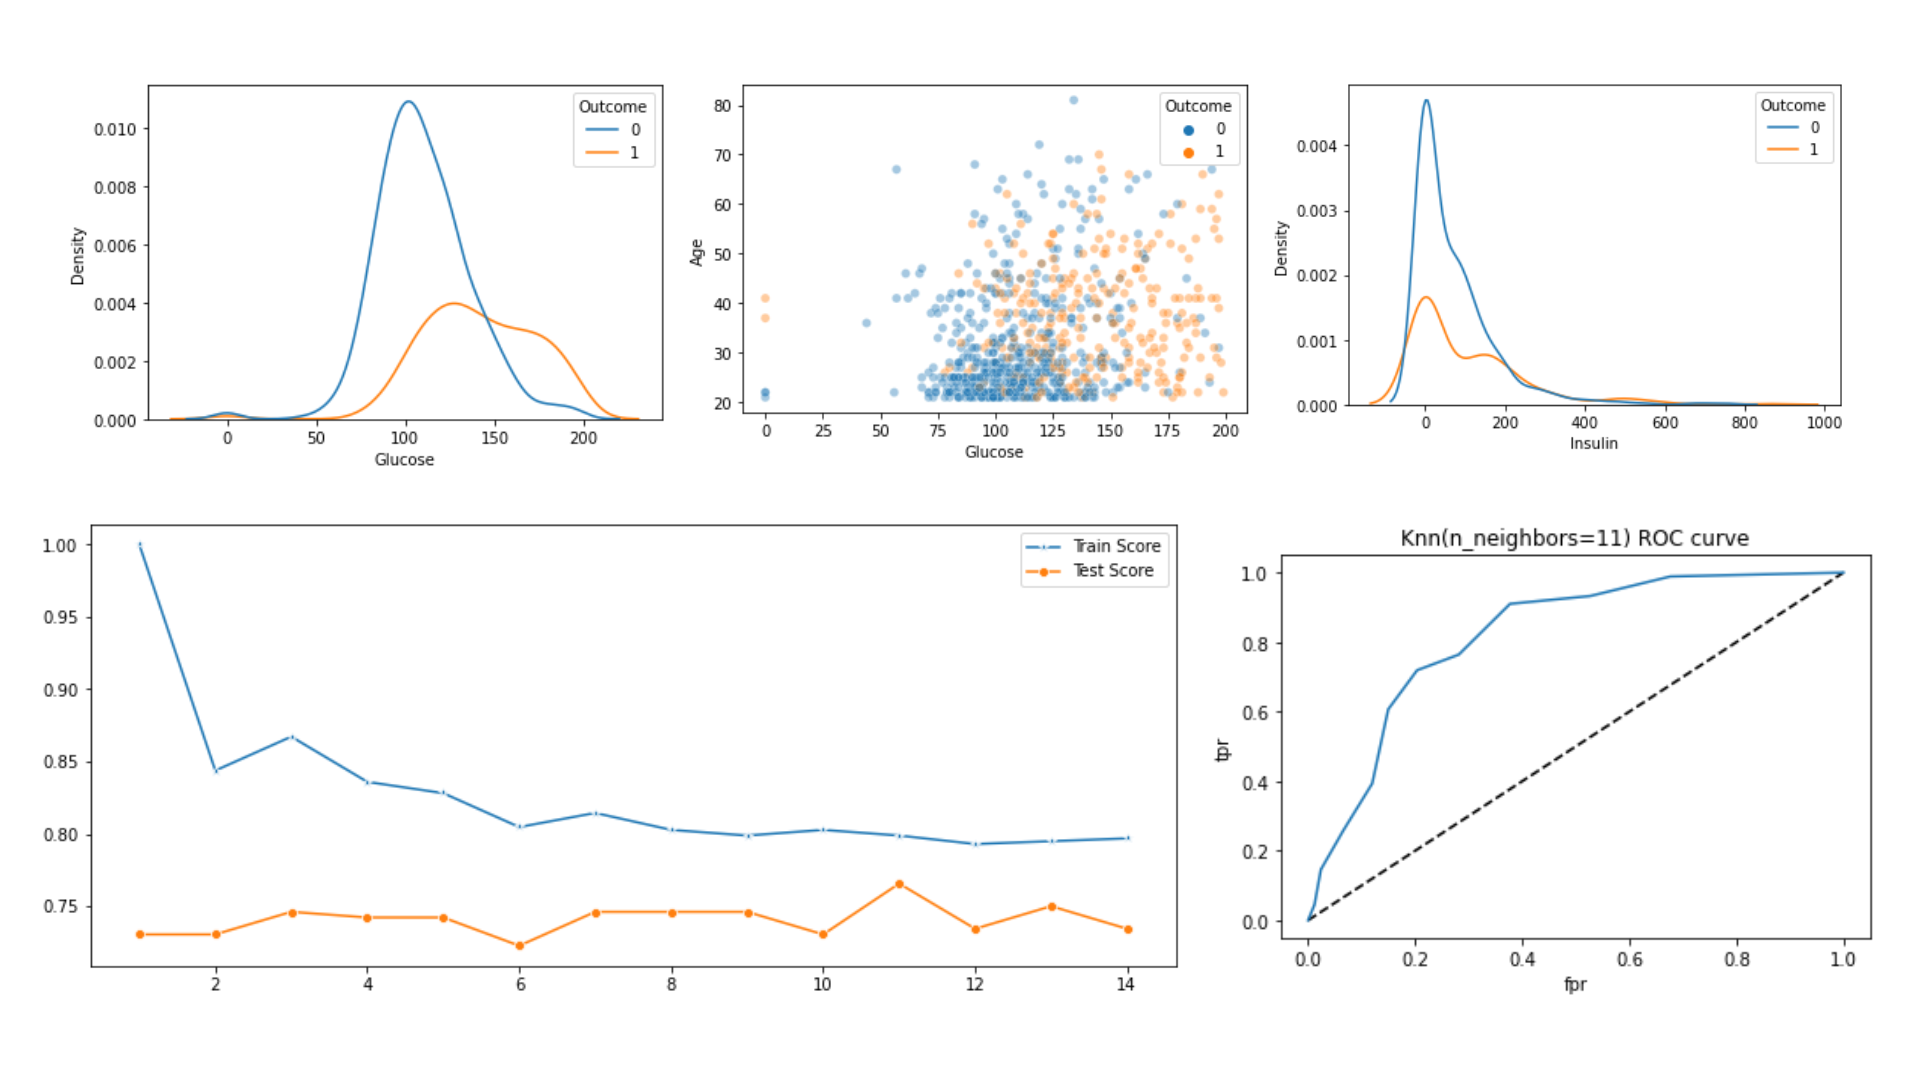 Outcome
0
1
0.010
0.008
0.006
0.004
0.002
0.000
Density
0 50 100 150 200
Glucose
Outcome
0
1
80
70
60
50
40
30
20
Age
0 25 50 75 100 125 150 175 200
Glucose
Outcome
0
1
0.004
0.003
0.002
0.001
0.000
Density
0 200 400 600 800 1000
Insulin
Train Score
Test Score
1.00
0.95
0.90
0.85
0.80
0.75
2 4 6 8 10 12 14
Knn(n_neighbors=11) ROC curve
1.0
0.8
0.6
0.4
0.2
0.0
tpr
0.0 0.2 0.4 0.6 0.8 1.0
fpr